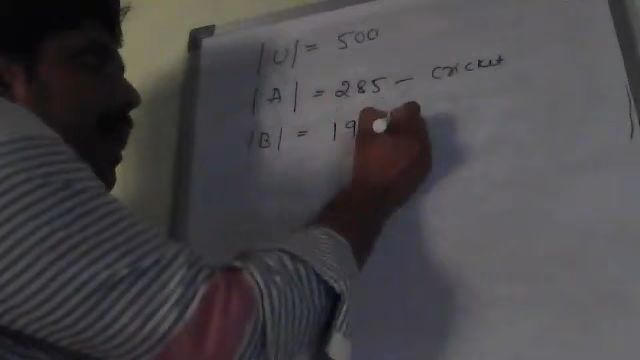 |U| = 500
|A| = 285 - cricket
|B| = 19